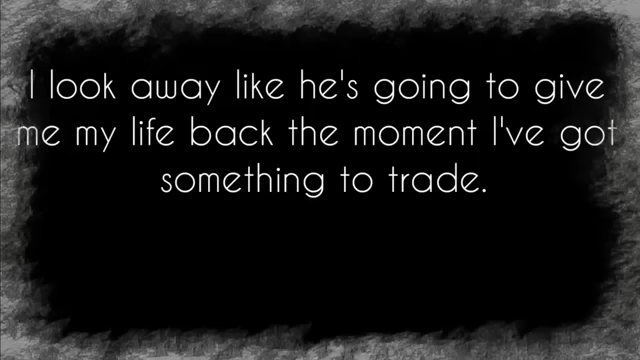 I look away like he's going to give
me my life back the moment I've got
something to trade.